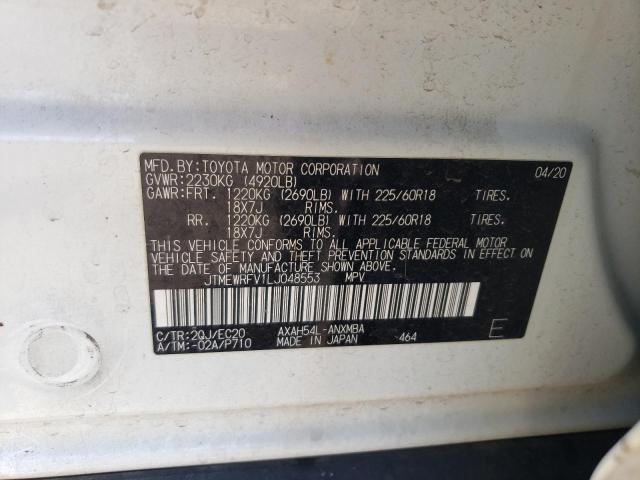 MFD.BY:TOYOTA MOTOR CORPORATION 04/20
GVWR:2230KG (4920LB)
GAWR:FRT. 1220KG (2690LB) WITH 225/60R18 TIRES.
18X7J RIMS.
RR. 1220KG (2690LB) WITH 225/60R18 TIRES.
18X7J RIMS.
THIS VEHICLE CONFORMS TO ALL APPLICABLE FEDERAL MOTOR
VEHICLE SAFETY AND THEFT PREVENTION STANDARDS IN EFFECT ON
THE DATE OF MANUFACTURE SHOWN ABOVE.
JTMEWRFV1LJ048553 MPV
C/TR:2QJ/EC20 AXAH54L-ANXMBA
A/TM:-02A/P710 MADE IN JAPAN 464 E